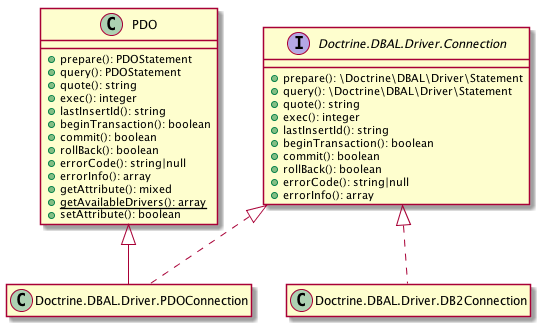 C PDO
prepare(): PDOStatement
query(): PDOStatement
quote(): string
exec(): integer
lastInsertId(): string
beginTransaction(): boolean
commit(): boolean
rollBack(): boolean
errorCode(): string|null
errorInfo(): array
getAttribute(): mixed
getAvailableDrivers(): array
setAttribute(): boolean
I Doctrine.DBAL.Driver.Connection
prepare(): \Doctrine\DBAL\Driver\Statement
query(): \Doctrine\DBAL\Driver\Statement
quote(): string
exec(): integer
lastInsertId(): string
beginTransaction(): boolean
commit(): boolean
rollBack(): boolean
errorCode(): string|null
errorInfo(): array
C Doctrine.DBAL.Driver.PDOConnection
C Doctrine.DBAL.Driver.DB2Connection